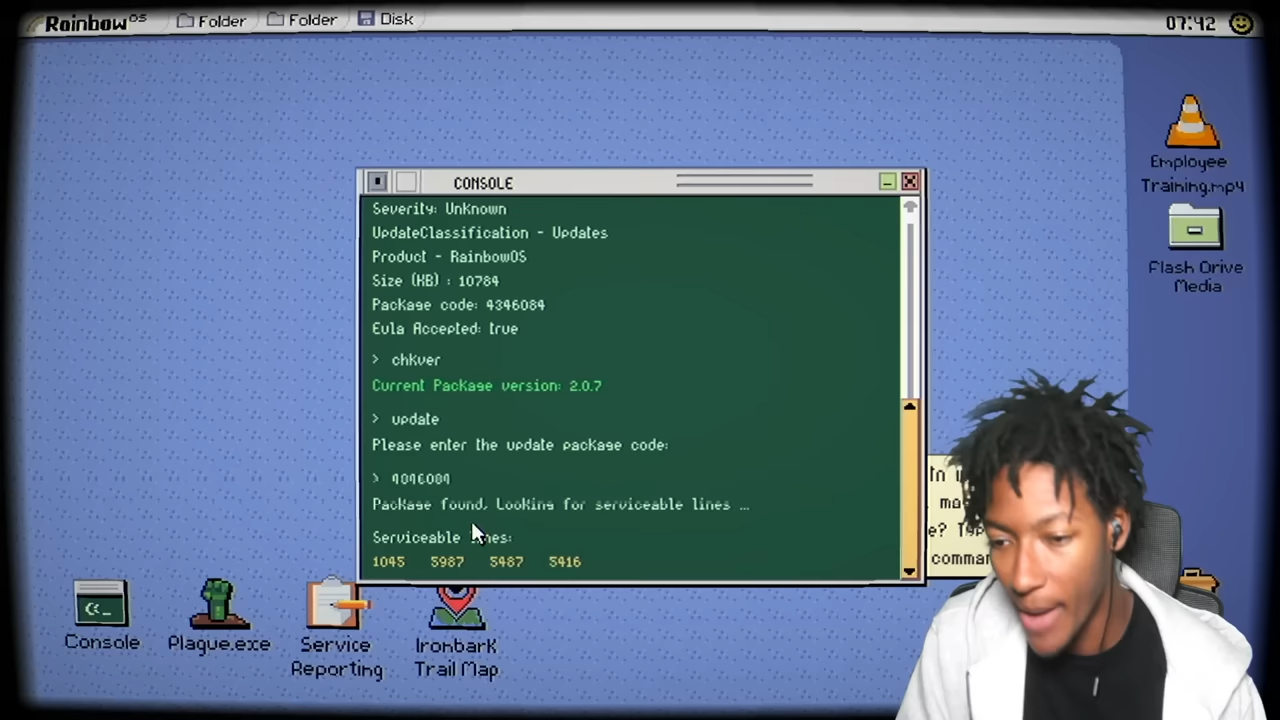 RainbowOS
Folder
Folder
Disk
07:42
Employee
Training.mp4
Flash Drive
Media
CONSOLE
Severity: Unknown
UpdateClassification - Updates
Product - RainbowOS
Size (KB) : 10784
Package code: 4346084
Eula Accepted: true
> chkver
Current Package version: 2.0.7
> update
Please enter the update package code:
>
Package found. Looking for serviceable lines ...
Serviceable
1045 5987 5487 5416
e?
Console
Plague.exe
Service
Reporting
Ironbark
Trail Map